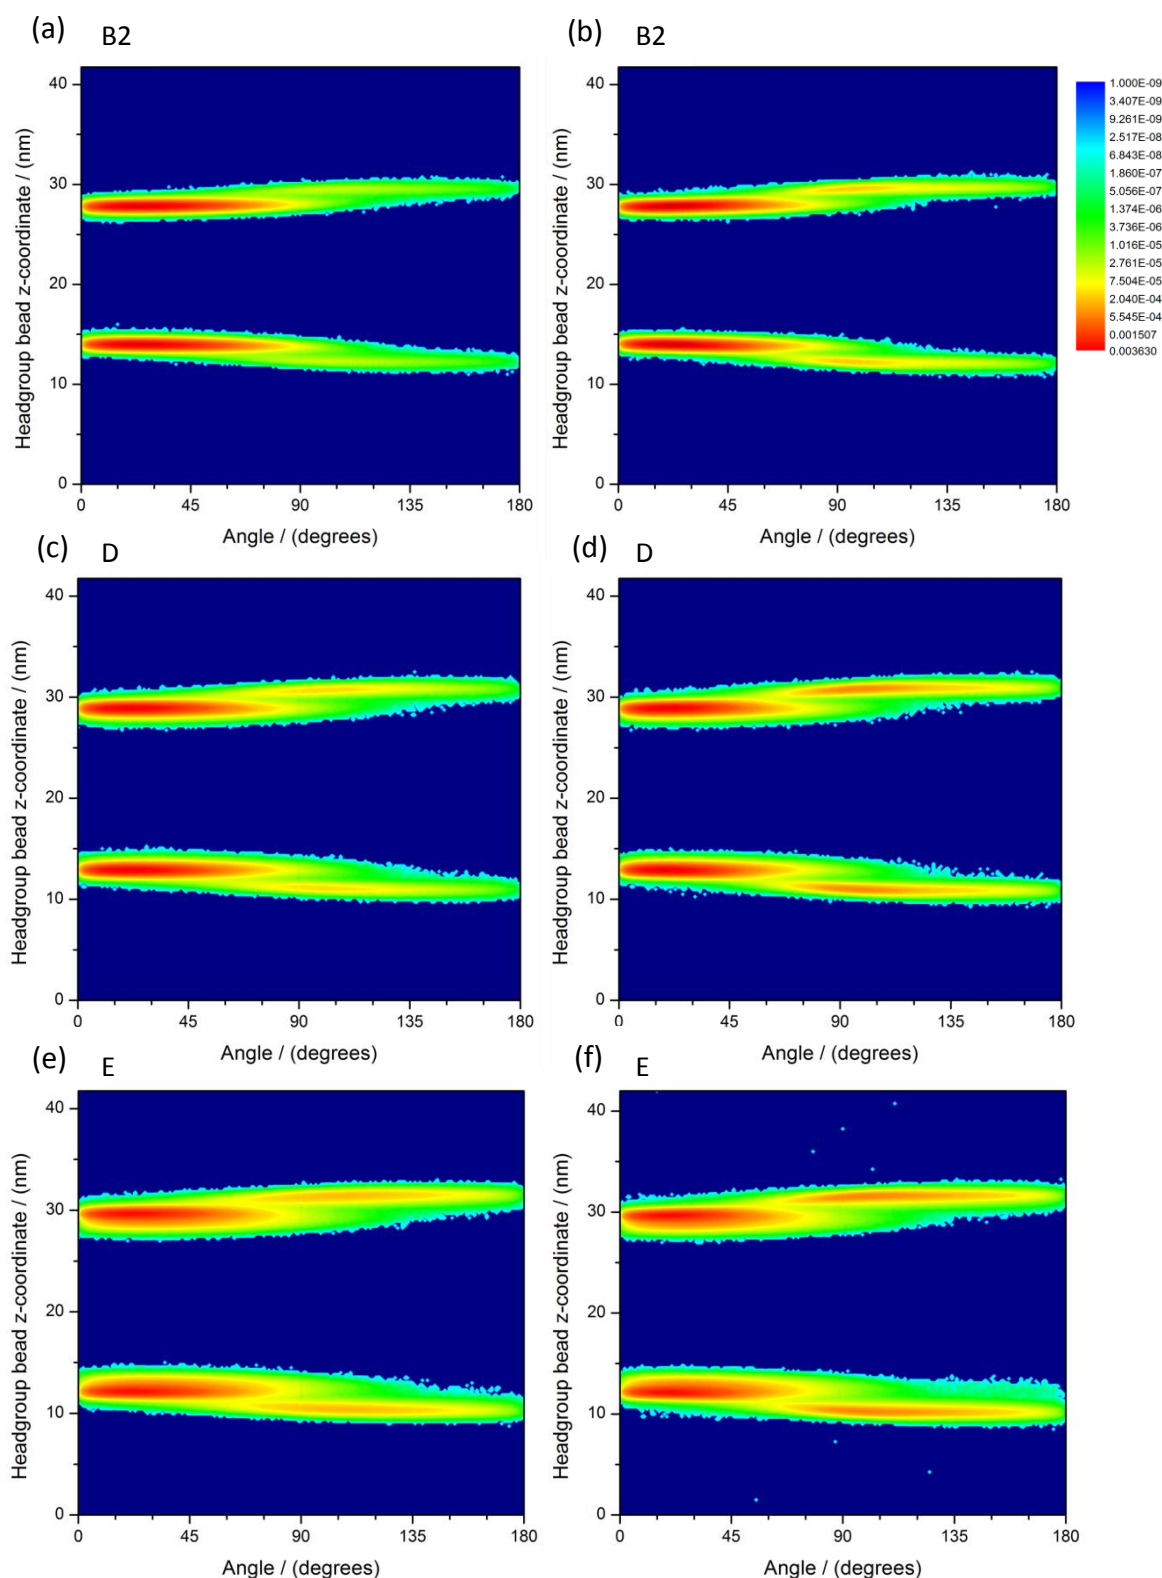 (a) B2
(b) B2
Headgroup bead z-coordinate / (nm)
40
30
20
10
0
0 45 90 135 180
Angle / (degrees)
Headgroup bead z-coordinate / (nm)
40
30
20
10
0
0 45 90 135 180
Angle / (degrees)
1.000E-09
3.407E-09
9.261E-09
2.517E-08
6.843E-08
1.860E-07
5.056E-07
1.374E-06
3.736E-06
1.016E-05
2.761E-05
7.504E-05
2.040E-04
5.545E-04
0.001507
0.003630
(c) D
(d) D
Headgroup bead z-coordinate / (nm)
40
30
20
10
0
0 45 90 135 180
Angle / (degrees)
Headgroup bead z-coordinate / (nm)
40
30
20
10
0
0 45 90 135 180
Angle / (degrees)
(e) E
(f) E
Headgroup bead z-coordinate / (nm)
40
30
20
10
0
0 45 90 135 180
Angle / (degrees)
Headgroup bead z-coordinate / (nm)
40
30
20
10
0
0 45 90 135 180
Angle / (degrees)